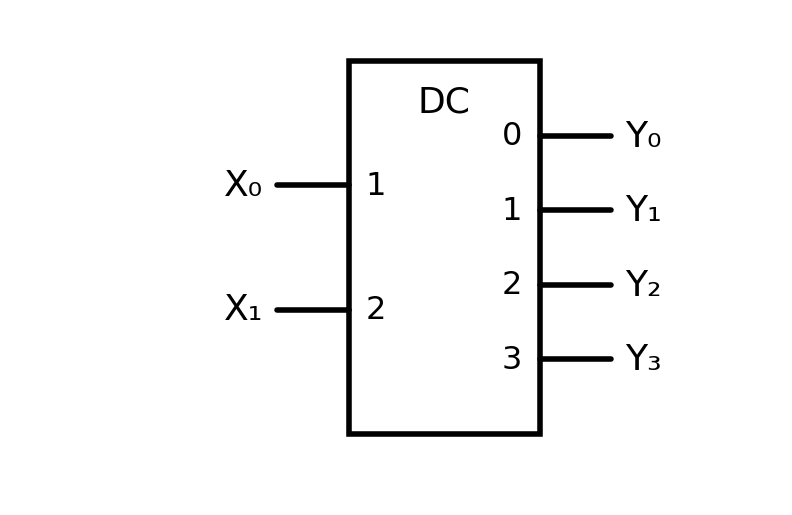 DC
0 Y₀
X₀ 1
1 Y₁
2 Y₂
X₁ 2
3 Y₃